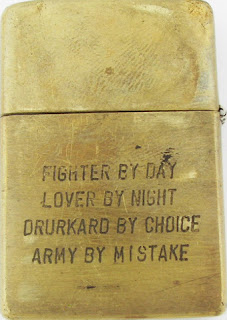 FIGHTER BY DAY
LOVER BY NIGHT
DRURKARD BY CHOICE
ARMY BY MISTAKE